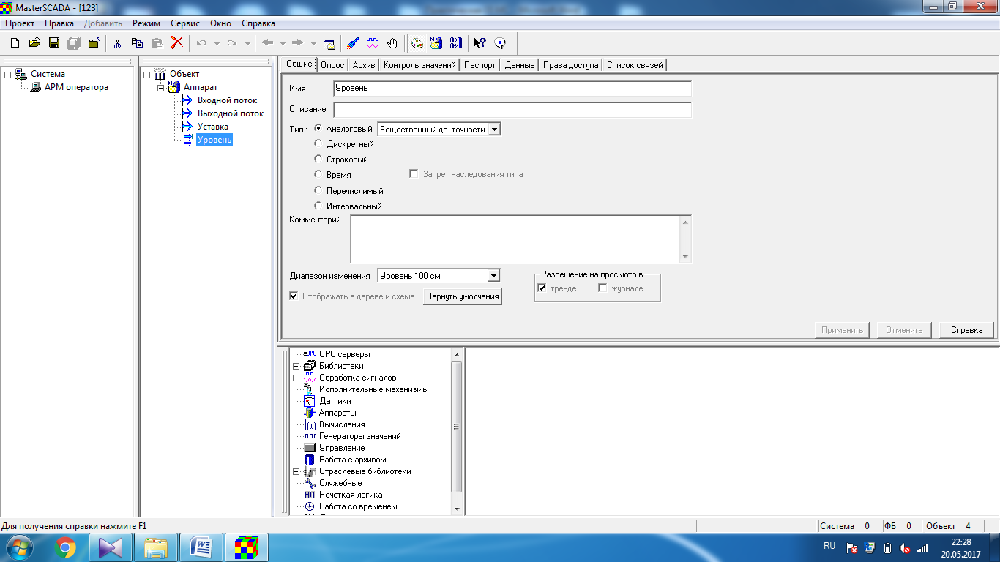 MasterSCADA - [123]
Проект Правка Добавить Режим Сервис Окно Справка
Система
АРМ оператора
Объект
Аппарат
Входной поток
Выходной поток
Уставка
Уровень
Общие Опрос Архив Контроль значений Паспорт Данные Права доступа Список связей
Имя Уровень
Описание
Тип : Аналоговый Вещественный дв. точности
Дискретный
Строковый
Время Запрет наследования типа
Перечислимый
Интервальный
Комментарий
Диапазон изменения Уровень 100 см
Разрешение на просмотр в
тренде журнале
Отображать в дереве и схеме Вернуть умолчания
Применить Отменить Справка
OPC серверы
Библиотеки
Обработка сигналов
Исполнительные механизмы
Датчики
Аппараты
Вычисления
Генераторы значений
Управление
Работа с архивом
Отраслевые библиотеки
Служебные
НЛ Нечеткая логика
Работа со временем
Для получения справки нажмите F1
Система 0 ФБ 0 Объект 4
RU
22:28
20.05.2017